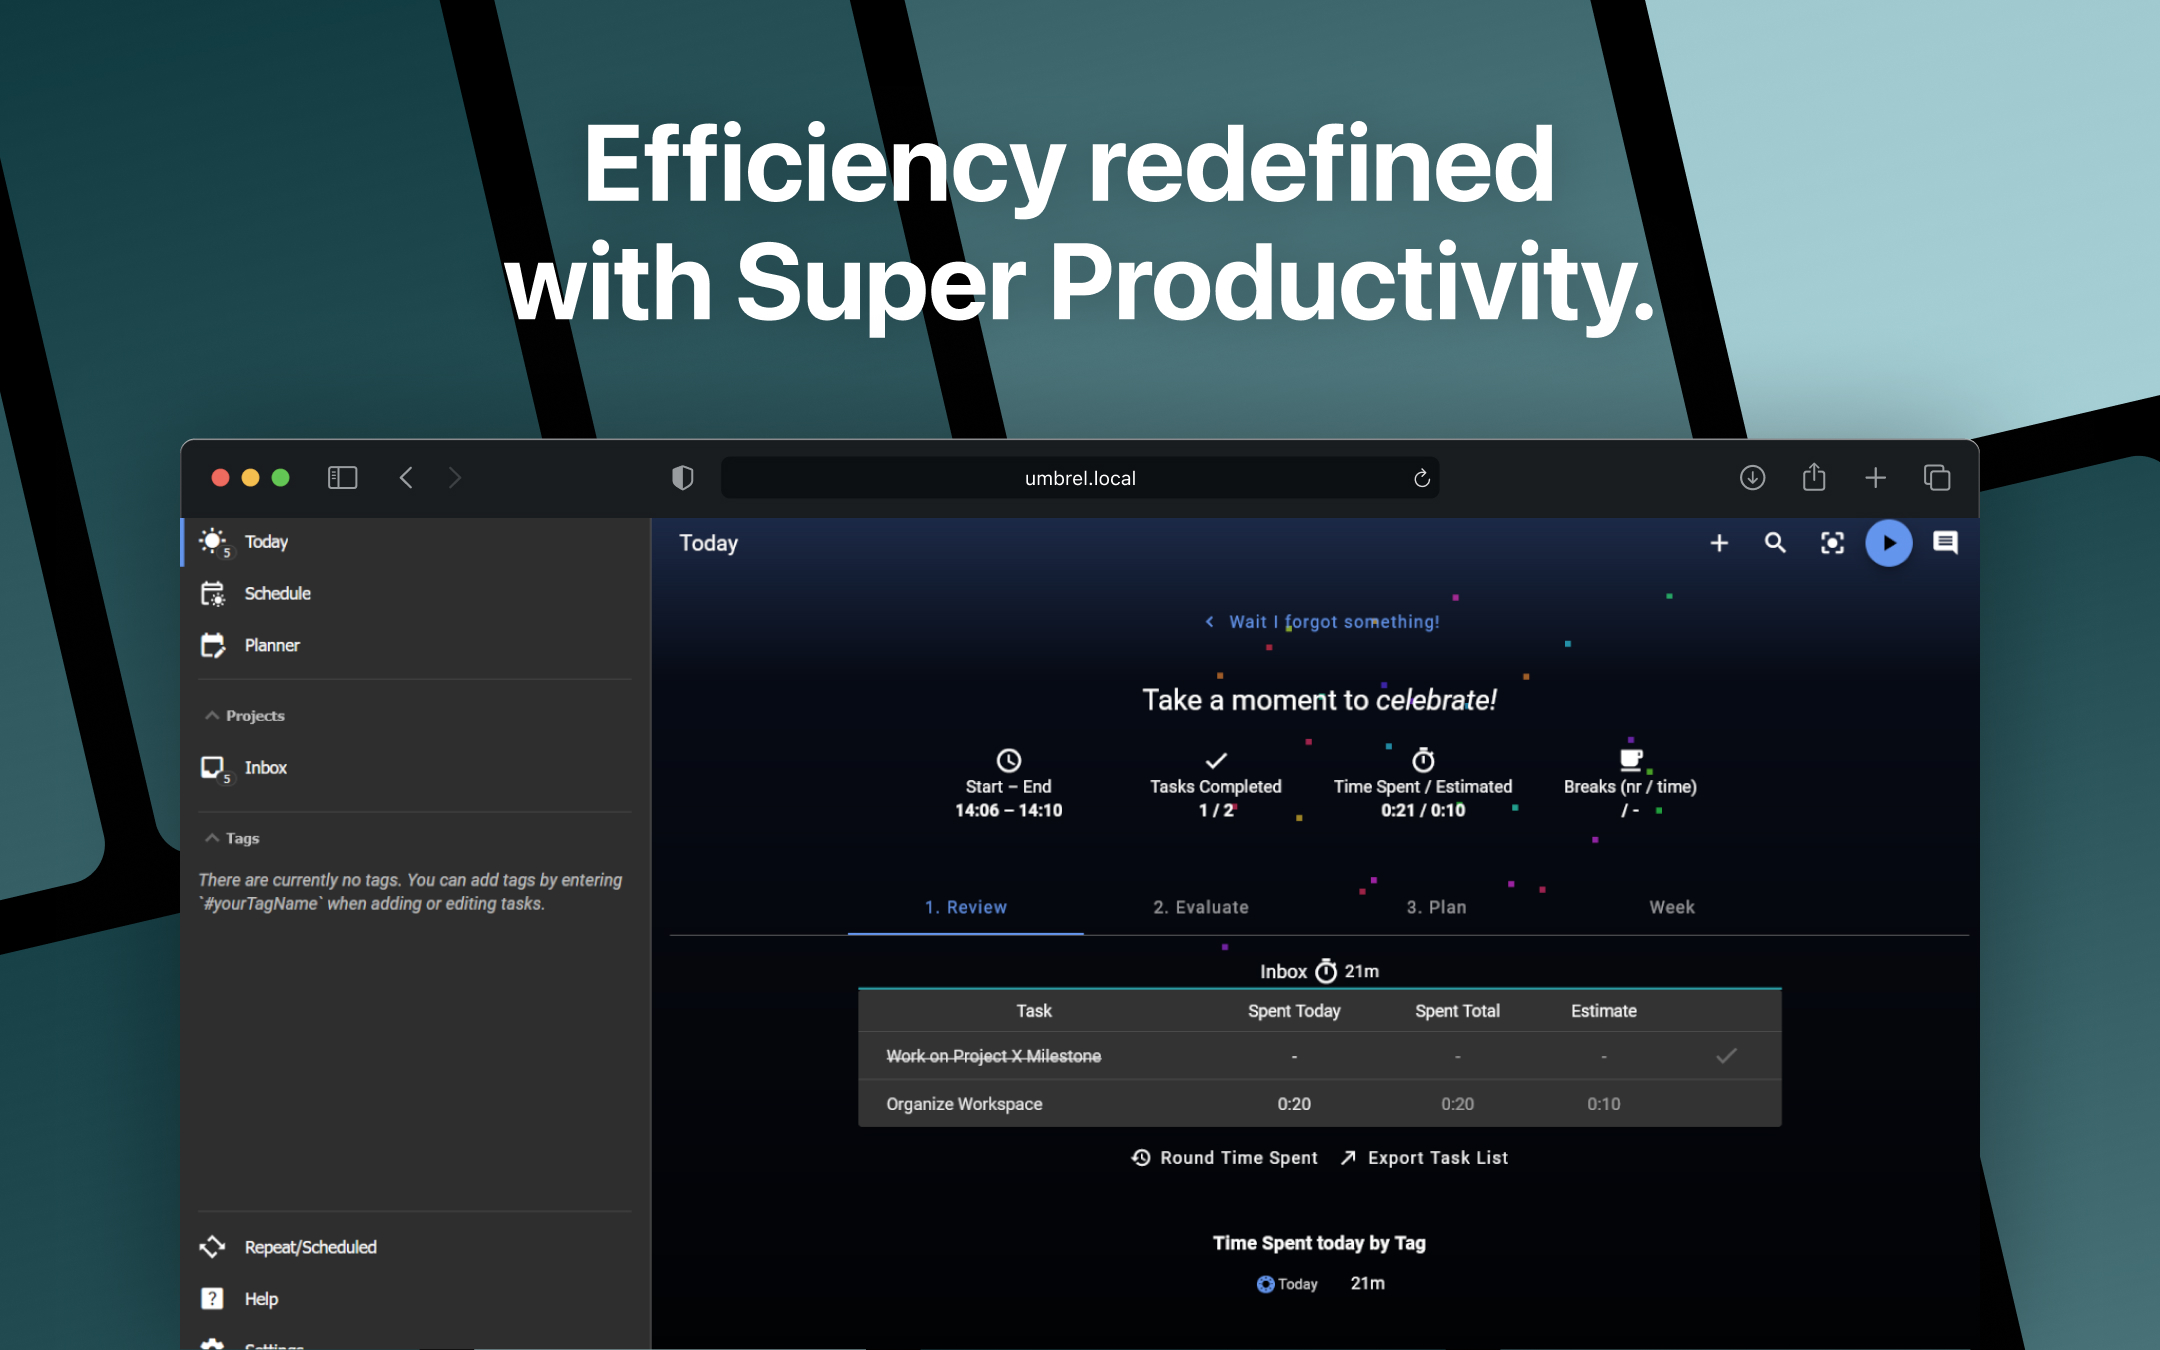 Efficiency redefined
with Super Productivity.
umbrel.local
Today
5
Schedule
Planner
Projects
Inbox
5
Tags
There are currently no tags. You can add tags by entering
`#yourTagName` when adding or editing tasks.
Repeat/Scheduled
Help
Settings
Today
Wait I forgot something!
Take a moment to celebrate!
Start – End
14:06 – 14:10
Tasks Completed
1 / 2
Time Spent / Estimated
0:21 / 0:10
Breaks (nr / time)
/ -
1. Review 2. Evaluate 3. Plan Week
Inbox 21m
Task Spent Today Spent Total Estimate
Work on Project X Milestone - - -
Organize Workspace 0:20 0:20 0:10
Round Time Spent Export Task List
Time Spent today by Tag
Today 21m